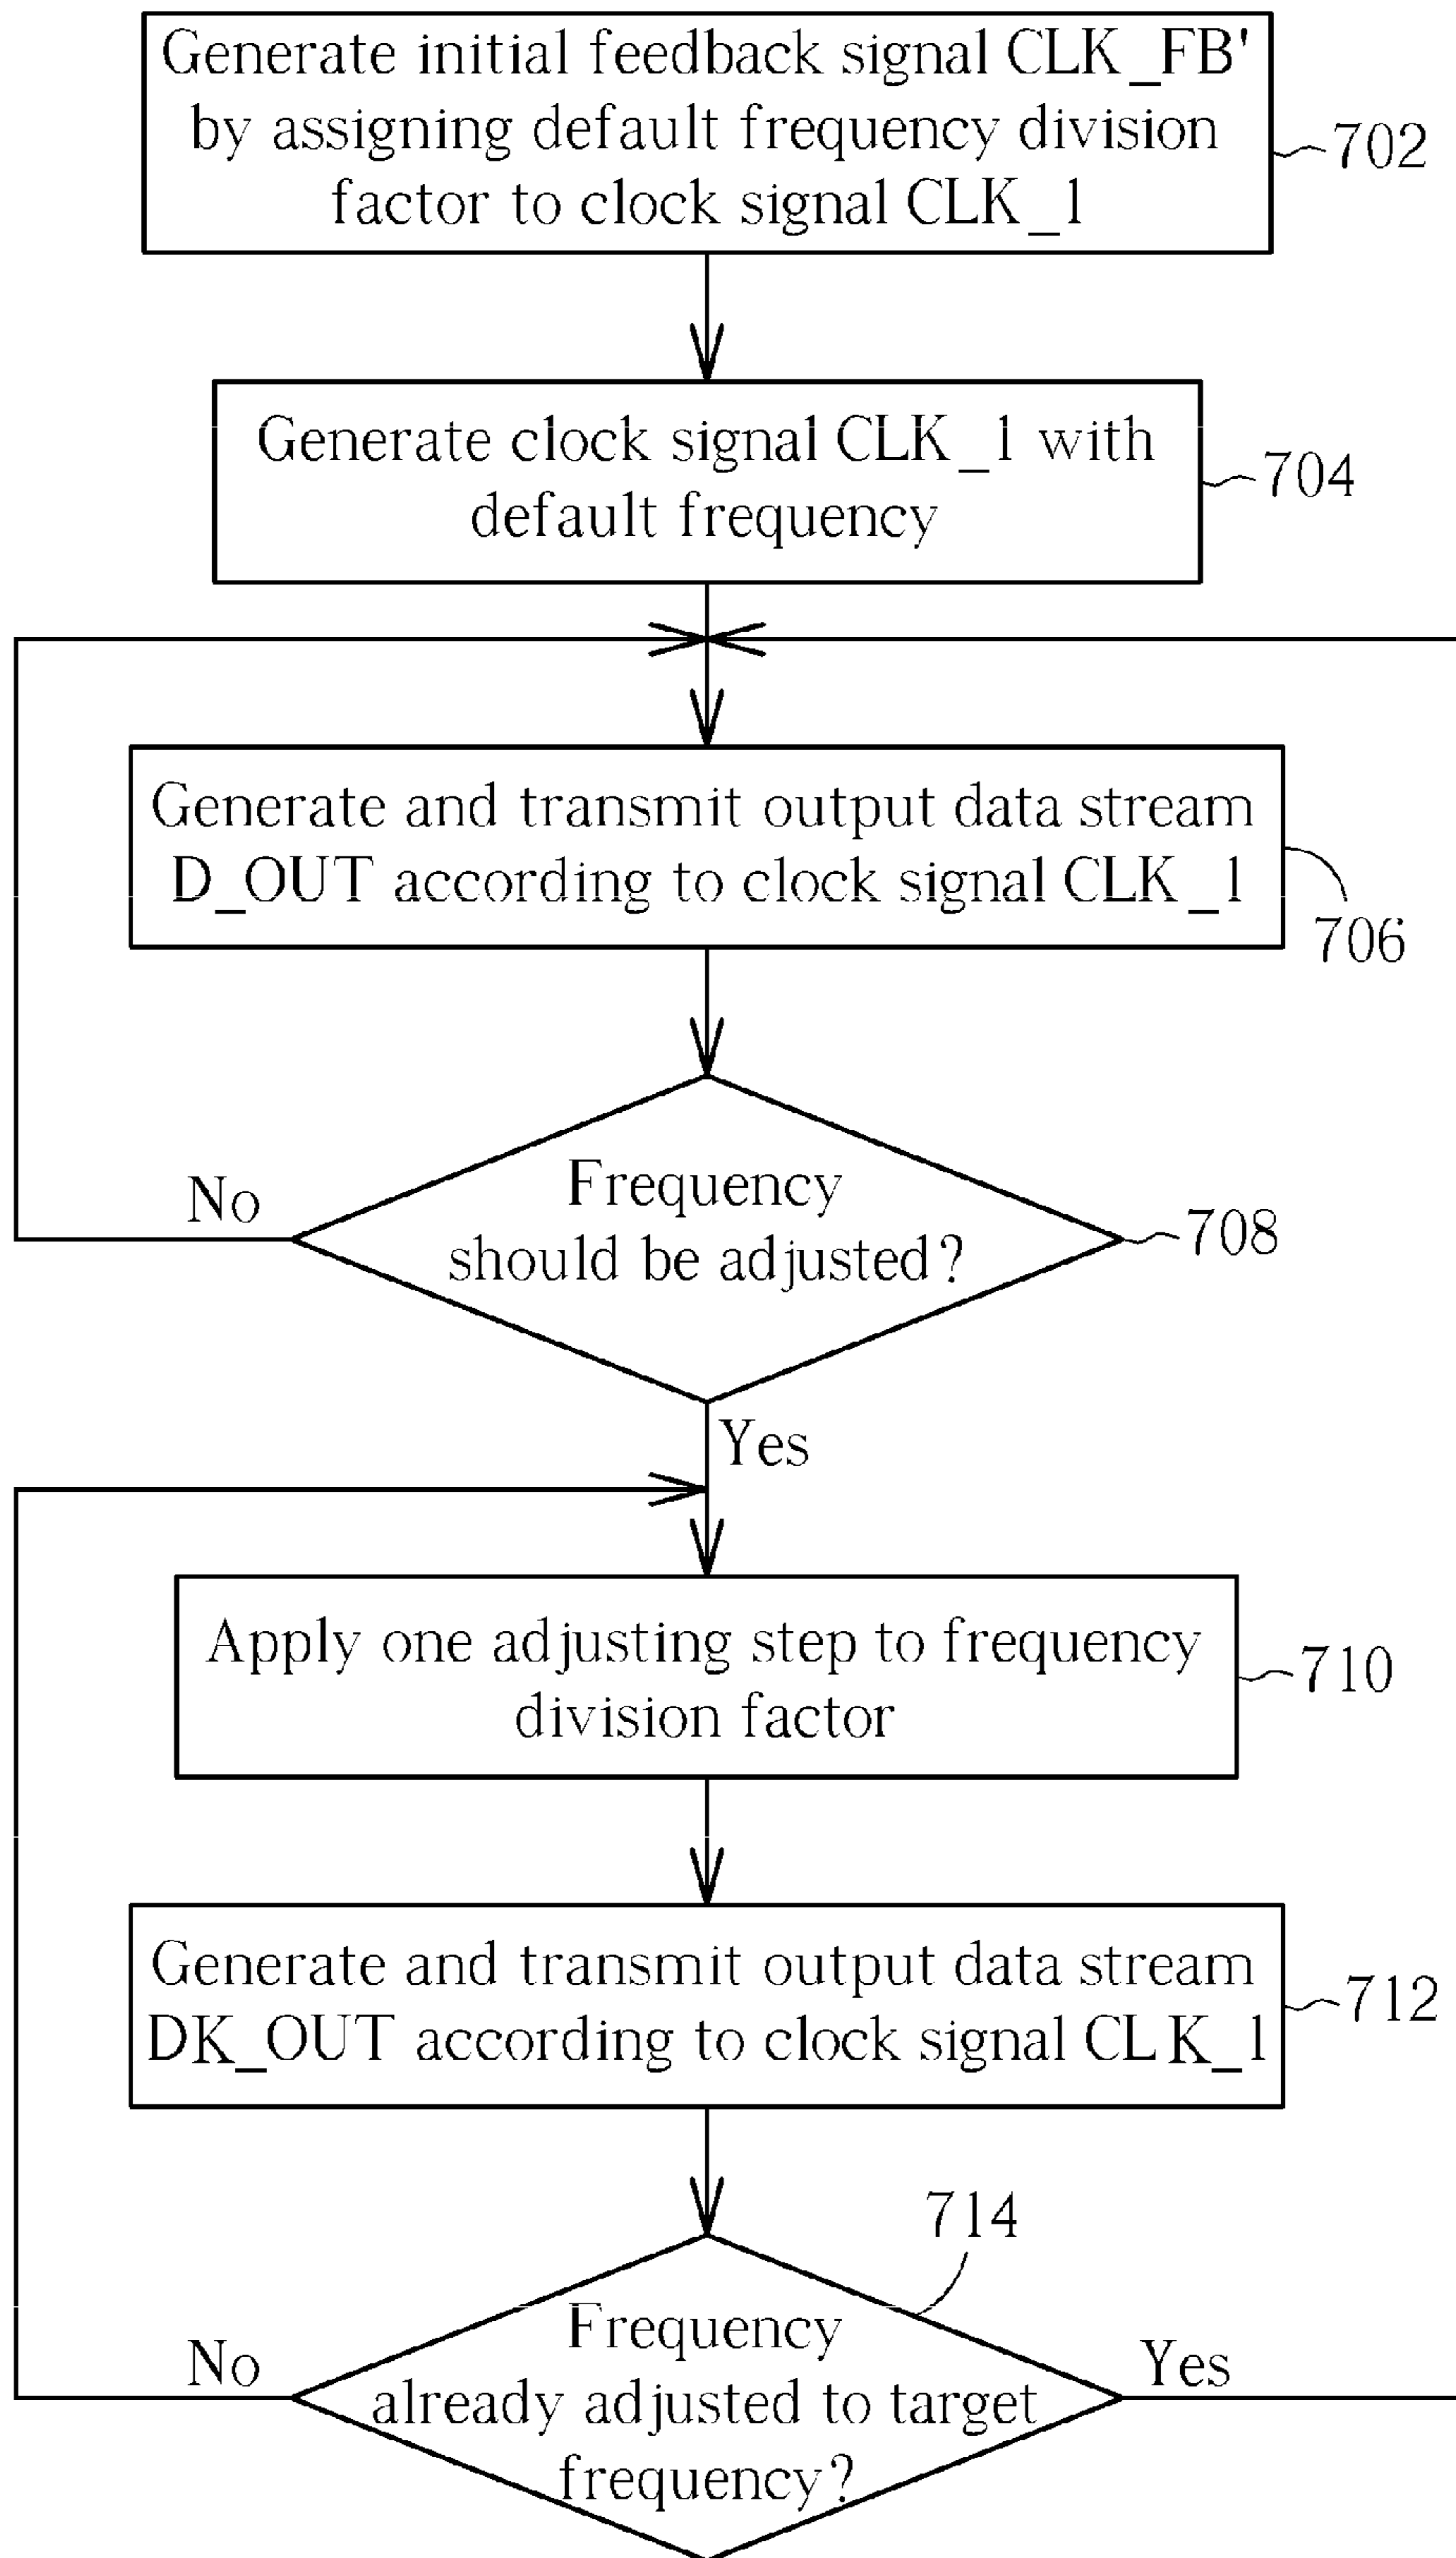 Generate initial feedback signal CLK_FB'
by assigning default frequency division
factor to clock signal CLK_1
702
Generate clock signal CLK_1 with
default frequency
704
Generate and transmit output data stream
D_OUT according to clock signal CLK_1
706
Frequency
should be adjusted?
No
708
Yes
Apply one adjusting step to frequency
division factor
710
Generate and transmit output data stream
DK_OUT according to clock signal CLK_1
712
714
Frequency
already adjusted to target
frequency?
No
Yes